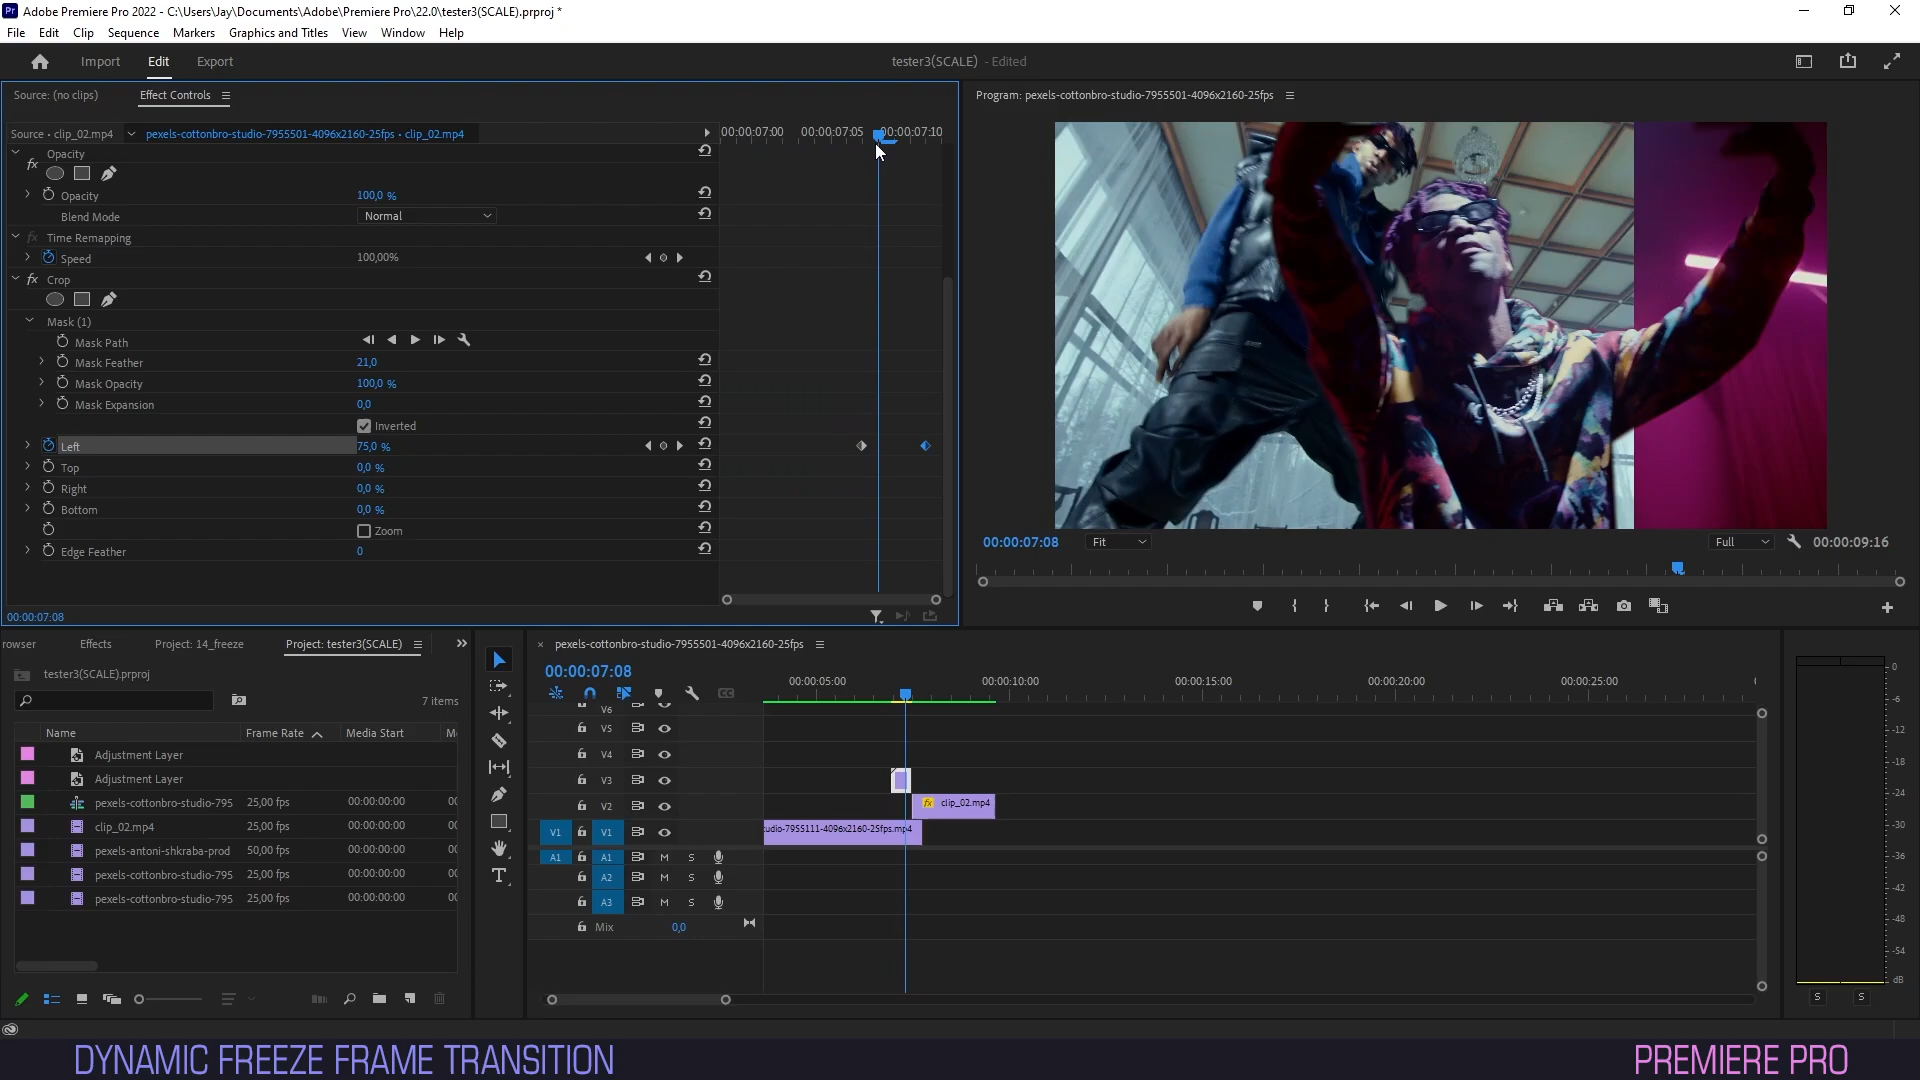 Adobe Premiere Pro 2022 - C:\Users\Jay\Documents\Adobe\Premiere Pro\22.0\tester3(SCALE).prproj *
File Edit Clip Sequence Markers Graphics and Titles View Window Help
Import Edit Export tester3(SCALE) - Edited
Source: (no clips) Effect Controls
Program: pexels-cottonbro-studio-7955501-4096x2160-25fps
Source • clip_02.mp4 pexels-cottonbro-studio-7955501-4096x2160-25fps • clip_02.mp4
00:00:07:00 00:00:07:05 00:00:07:10
fx Opacity
Opacity 100,0 %
Blend Mode Normal
fx Time Remapping
Speed 100,00%
fx Crop
Mask (1)
Mask Path
Mask Feather 21,0
Mask Opacity 100,0 %
Mask Expansion 0,0
Inverted
Left 75,0 %
Top 0,0 %
Right 0,0 %
Bottom 0,0 %
Zoom
Edge Feather 0
00:00:07:08
00:00:07:08 Fit Full 00:00:09:16
rowser Effects Project: 14_freeze Project: tester3(SCALE)
tester3(SCALE).prproj
7 items
Name Frame Rate Media Start M
Adjustment Layer
Adjustment Layer
pexels-cottonbro-studio-795 25,00 fps 00:00:00:00 00
clip_02.mp4 25,00 fps 00:00:00:00 00
pexels-antoni-shkraba-prod 50,00 fps 00:00:00:00 00
pexels-cottonbro-studio-795 25,00 fps 00:00:00:00 00
pexels-cottonbro-studio-795 25,00 fps 00:00:00:00 00
× pexels-cottonbro-studio-7955501-4096x2160-25fps
00:00:07:08
00:00:05:00 00:00:10:00 00:00:15:00 00:00:20:00 00:00:25:00
V6
V5
V4
V3
V2 fx clip_02.mp4
V1 V1 tudio-7955111-4096x2160-25fps.mp4
A1 A1 M S
A2 M S
A3 M S
Mix 0,0
0
-6
-12
-18
-24
-30
-36
-42
-48
-54
dB
S S
DYNAMIC FREEZE FRAME TRANSITION
PREMIERE PRO